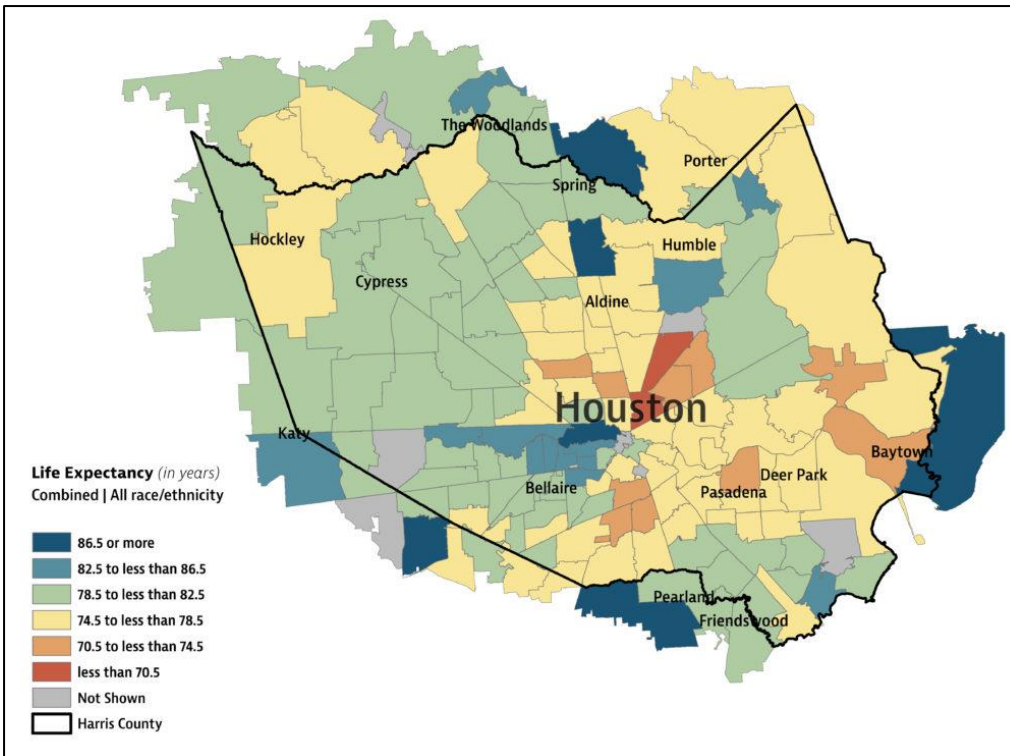 The Woodlands
Porter
Spring
Hockley
Humble
Cypress
Aldine
Houston
Katy
Baytown
Bellaire
Deer Park
Pasadena
Pearland
Friendswood
Life Expectancy (in years)
Combined | All race/ethnicity
86.5 or more
82.5 to less than 86.5
78.5 to less than 82.5
74.5 to less than 78.5
70.5 to less than 74.5
less than 70.5
Not Shown
Harris County